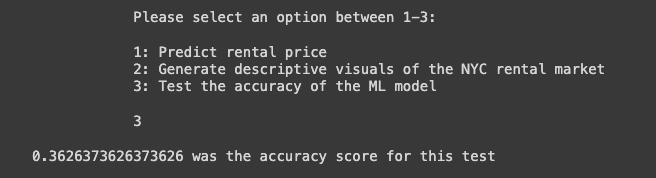 Please select an option between 1-3:
1: Predict rental price
2: Generate descriptive visuals of the NYC rental market
3: Test the accuracy of the ML model
3
0.3626373626373626 was the accuracy score for this test